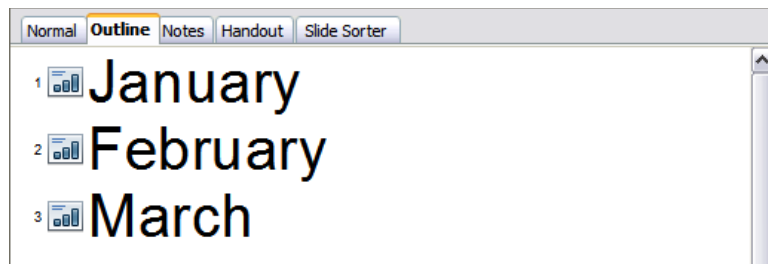 Normal Outline Notes Handout Slide Sorter
1 January
2 February
3 March